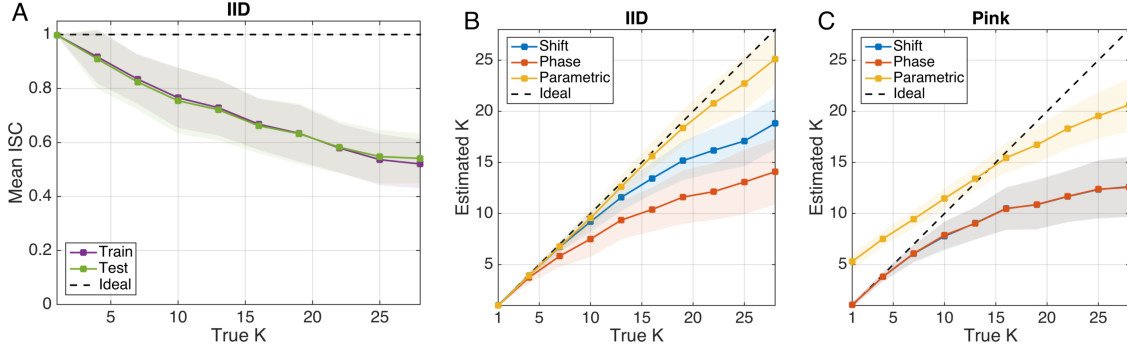 A
IID
Mean ISC
1
0.8
0.6
0.4
0.2
0
Train
Test
Ideal
5
10
15
20
25
True K
B
IID
Estimated K
25
20
15
10
5
Shift
Phase
Parametric
Ideal
1
5
10
15
20
25
True K
C
Pink
Estimated K
25
20
15
10
5
Shift
Phase
Parametric
Ideal
1
5
10
15
20
25
True K